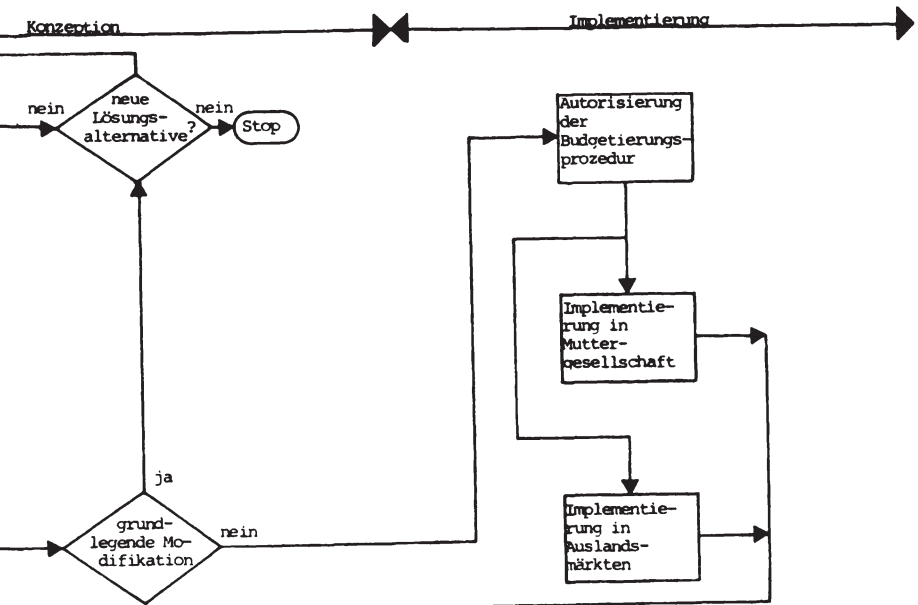 Konzeption
Implementierung
nein
neue
Lösungs-
alternative?
nein
Stop
Autorisierung
der
Budgetierungs-
prozedur
Implementie-
rung in
Mutter-
gesellschaft
ja
grund-
legende Mo-
difikation
nein
Implementie-
rung in
Auslands-
märkten